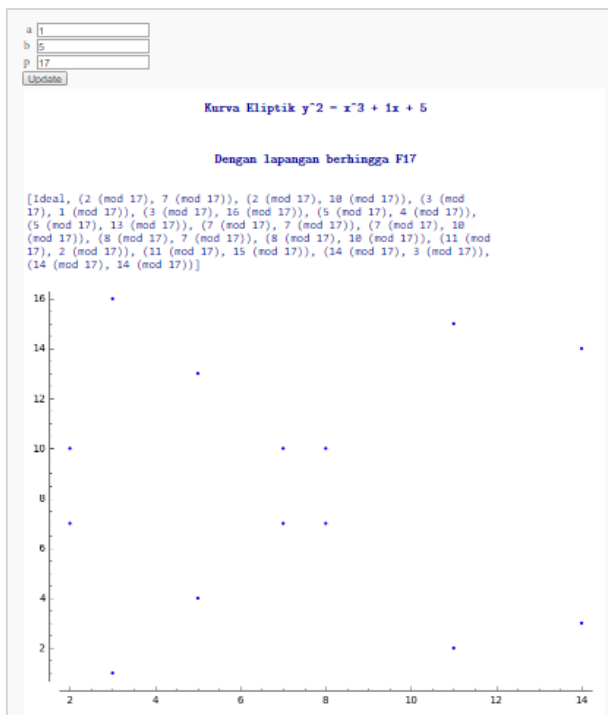 a 1
b 5
p 17
Update
Kurva Eliptik y^2 = x^3 + 1x + 5
Dengan lapangan berhingga F17
[Ideal, (2 (mod 17), 7 (mod 17)), (2 (mod 17), 10 (mod 17)), (3 (mod
17), 1 (mod 17)), (3 (mod 17), 16 (mod 17)), (5 (mod 17), 4 (mod 17)),
(5 (mod 17), 13 (mod 17)), (7 (mod 17), 7 (mod 17)), (7 (mod 17), 10
(mod 17)), (8 (mod 17), 7 (mod 17)), (8 (mod 17), 10 (mod 17)), (11 (mod
17), 2 (mod 17)), (11 (mod 17), 15 (mod 17)), (14 (mod 17), 3 (mod 17)),
(14 (mod 17), 14 (mod 17))]
16
14
12
10
8
6
4
2
2 4 6 8 10 12 14